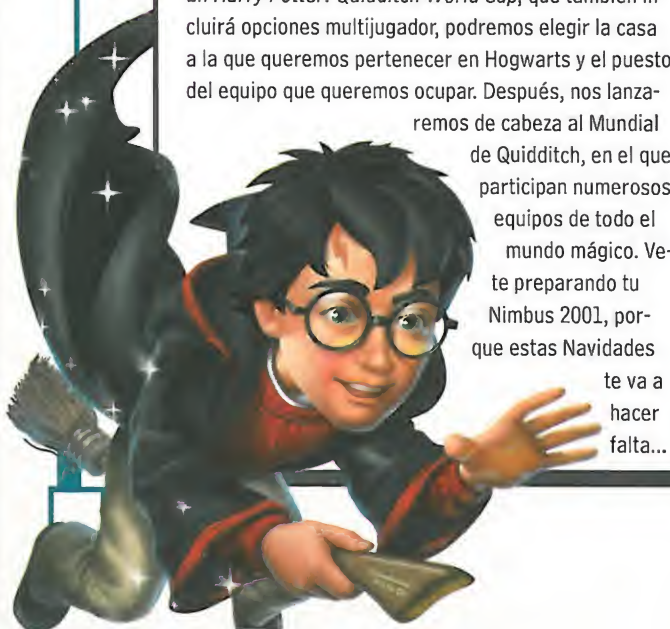 en Harry Potter: Quidditch World Cup, que también in-
cluirá opciones multijugador, podremos elegir la casa
a la que queremos pertenecer en Hogwarts y el puesto
del equipo que queremos ocupar. Después, nos lanza-
remos de cabeza al Mundial
de Quidditch, en el que
participan numerosos
equipos de todo el
mundo mágico. Ve-
te preparando tu
Nimbus 2001, por-
que estas Navidades
te va a
hacer
falta...